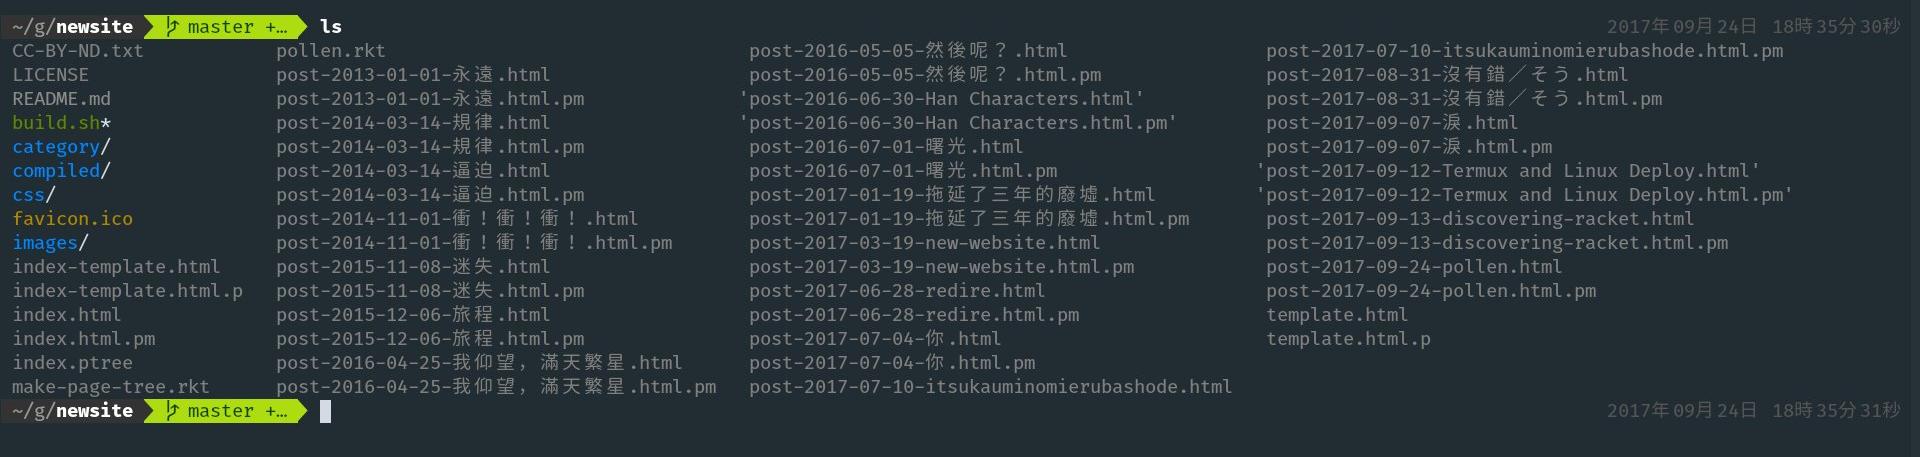 ~/g/newsite master +… ls 2017年09月24日 18時35分30秒
CC-BY-ND.txt pollen.rkt post-2016-05-05-然後呢？.html post-2017-07-10-itsukauminomierubashode.html.pm
LICENSE post-2013-01-01-永遠.html post-2016-05-05-然後呢？.html.pm post-2017-08-31-沒有錯／そう.html
README.md post-2013-01-01-永遠.html.pm 'post-2016-06-30-Han Characters.html' post-2017-08-31-沒有錯／そう.html.pm
build.sh* post-2014-03-14-規律.html 'post-2016-06-30-Han Characters.html.pm' post-2017-09-07-淚.html
category/ post-2014-03-14-規律.html.pm post-2016-07-01-曙光.html post-2017-09-07-淚.html.pm
compiled/ post-2014-03-14-逼迫.html post-2016-07-01-曙光.html.pm 'post-2017-09-12-Termux and Linux Deploy.html'
css/ post-2014-03-14-逼迫.html.pm post-2017-01-19-拖延了三年的廢墟.html 'post-2017-09-12-Termux and Linux Deploy.html.pm'
favicon.ico post-2014-11-01-衝！衝！衝！.html post-2017-01-19-拖延了三年的廢墟.html.pm post-2017-09-13-discovering-racket.html
images/ post-2014-11-01-衝！衝！衝！.html.pm post-2017-03-19-new-website.html post-2017-09-13-discovering-racket.html.pm
index-template.html post-2015-11-08-迷失.html post-2017-03-19-new-website.html.pm post-2017-09-24-pollen.html
index-template.html.p post-2015-11-08-迷失.html.pm post-2017-06-28-redire.html post-2017-09-24-pollen.html.pm
index.html post-2015-12-06-旅程.html post-2017-06-28-redire.html.pm template.html
index.html.pm post-2015-12-06-旅程.html.pm post-2017-07-04-你.html template.html.p
index.ptree post-2016-04-25-我仰望，滿天繁星.html post-2017-07-04-你.html.pm
make-page-tree.rkt post-2016-04-25-我仰望，滿天繁星.html.pm post-2017-07-10-itsukauminomierubashode.html
~/g/newsite master +… 2017年09月24日 18時35分31秒